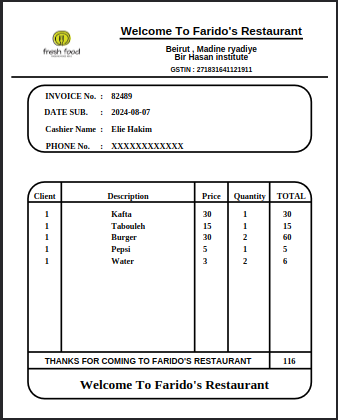 fresh food
Welcome To Farido's Restaurant
Beirut , Madine ryadiye
Bir Hasan institute
GSTIN : 271831641121911
INVOICE No. : 82489
DATE SUB. : 2024-08-07
Cashier Name : Elie Hakim
PHONE No. : XXXXXXXXXXXX
Client Description Price Quantity TOTAL
1 Kafta 30 1 30
1 Tabouleh 15 1 15
1 Burger 30 2 60
1 Pepsi 5 1 5
1 Water 3 2 6
THANKS FOR COMING TO FARIDO'S RESTAURANT 116
Welcome To Farido's Restaurant